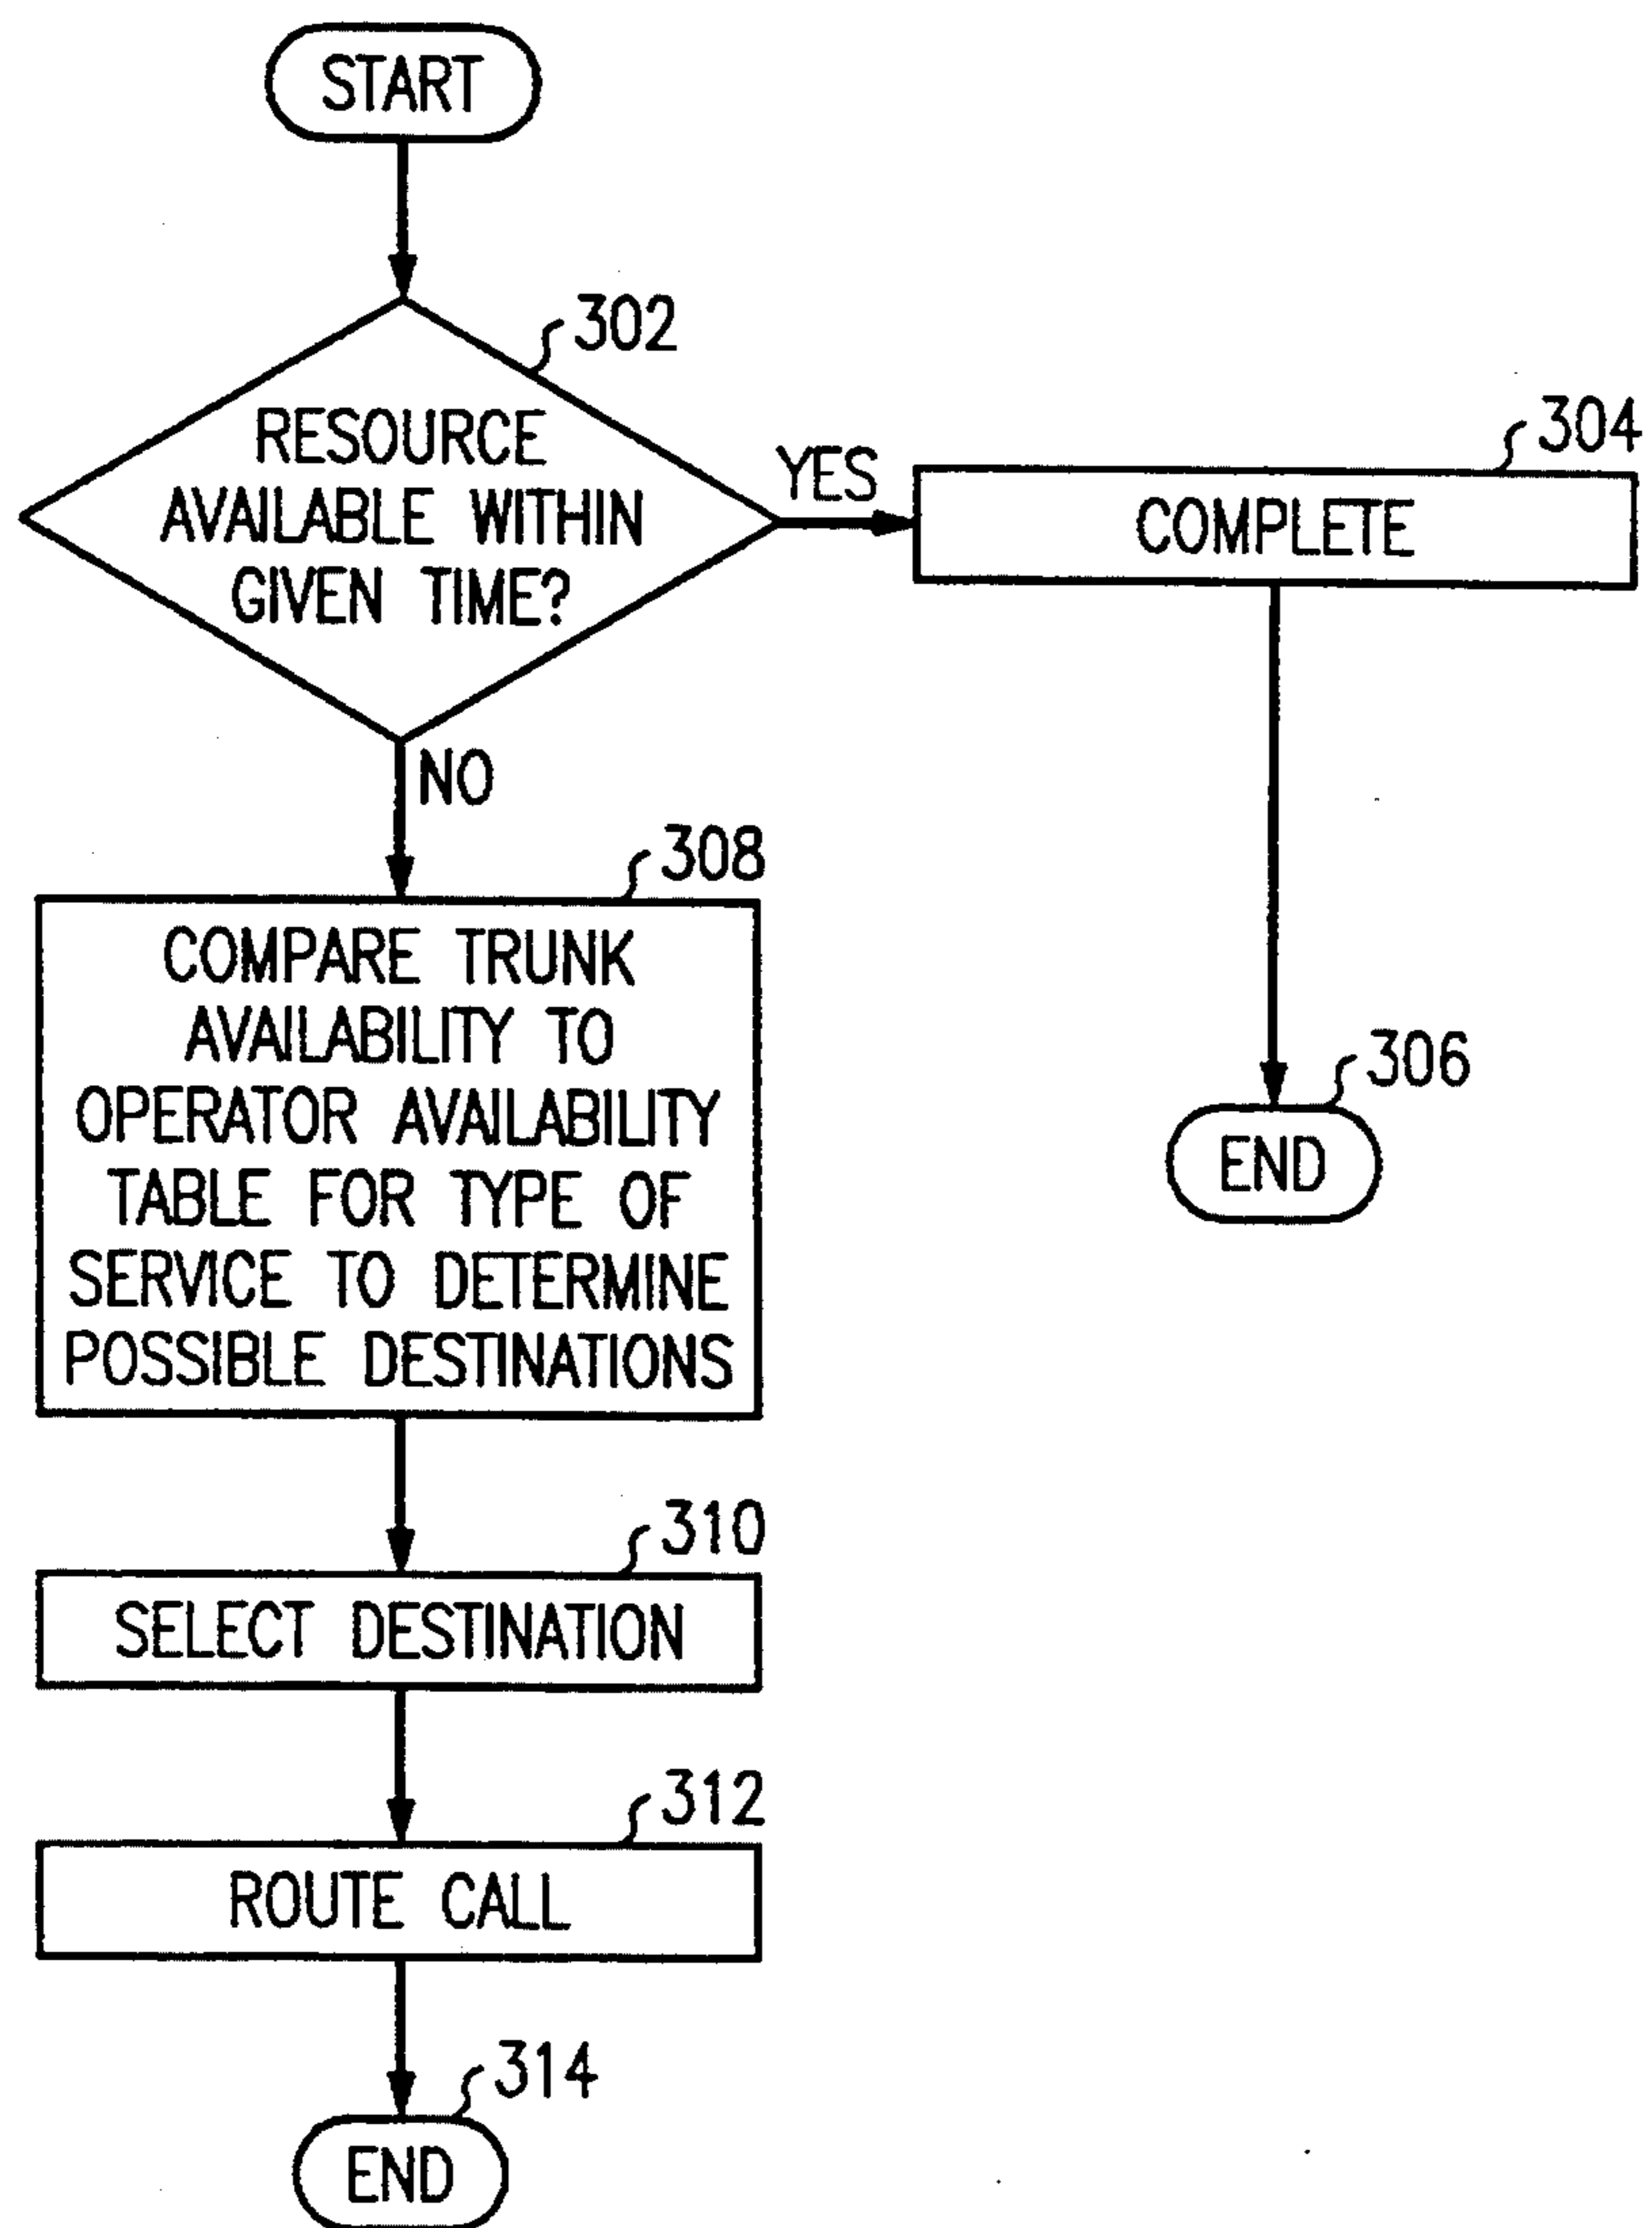 START
302
RESOURCE
AVAILABLE WITHIN
GIVEN TIME?
YES
304
COMPLETE
NO
308
COMPARE TRUNK
AVAILABILITY TO
OPERATOR AVAILABILITY
TABLE FOR TYPE OF
SERVICE TO DETERMINE
POSSIBLE DESTINATIONS
306
END
310
SELECT DESTINATION
312
ROUTE CALL
314
END